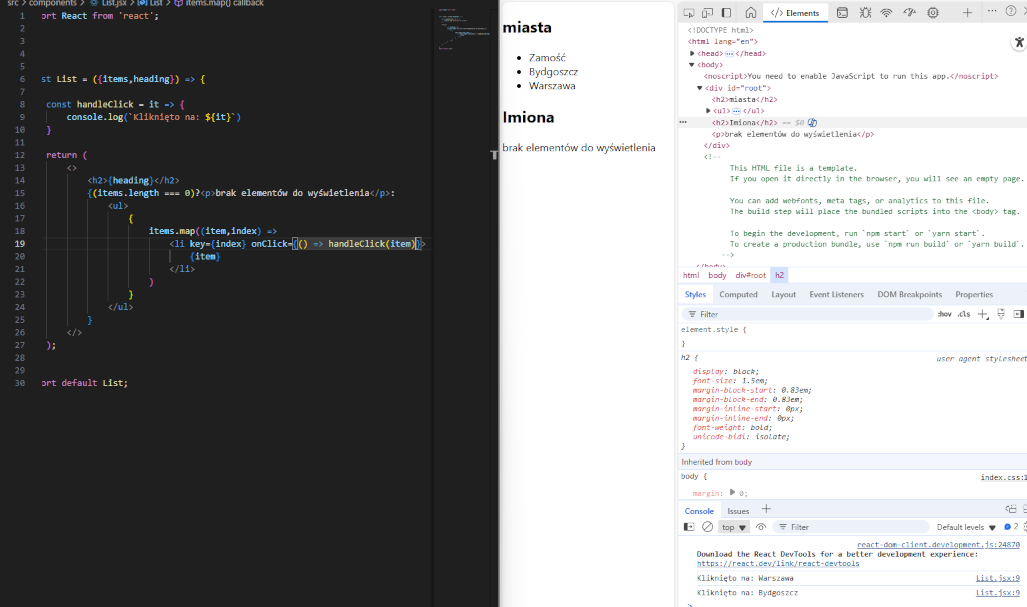 src > components > List.jsx > List > items.map() callback
1 ort React from 'react';
2
3
4
5
6 st List = ({items,heading}) => {
7
8 const handleClick = it => {
9 console.log(`Kliknięto na: ${it}`)
10 }
11
12 return (
13 <>
14 <h2>{heading}</h2>
15 {(items.length === 0)?<p>brak elementów do wyświetlenia</p>:
16 <ul>
17 {
18 items.map((item,index) =>
19 <li key={index} onClick={() => handleClick(item)}>
20 {item}
21 </li>
22 )
23 }
24 </ul>
25 }
26 </>
27 );
28
29
30 ort default List;
miasta
Zamość
Bydgoszcz
Warszawa
Imiona
brak elementów do wyświetlenia
</> Elements
<!DOCTYPE html>
<html lang="en">
<head> ··· </head>
<body>
<noscript>You need to enable JavaScript to run this app.</noscript>
<div id="root">
<h2>miasta</h2>
<ul> ··· </ul>
··· <h2>Imiona</h2> == $0
<p>brak elementów do wyświetlenia</p>
</div>
<!--
This HTML file is a template.
If you open it directly in the browser, you will see an empty page.
You can add webfonts, meta tags, or analytics to this file.
The build step will place the bundled scripts into the <body> tag.
To begin the development, run `npm start` or `yarn start`.
To create a production bundle, use `npm run build` or `yarn build`.
-->
</body>
html body div#root h2
Styles Computed Layout Event Listeners DOM Breakpoints Properties
Filter :hov .cls
element.style {
}
h2 { user agent stylesheet
display: block;
font-size: 1.5em;
margin-block-start: 0.83em;
margin-block-end: 0.83em;
margin-inline-start: 0px;
margin-inline-end: 0px;
font-weight: bold;
unicode-bidi: isolate;
}
Inherited from body
body { index.css:1
margin: 0;
Console Issues
top Filter Default levels 2
react-dom-client.development.js:24870
Download the React DevTools for a better development experience:
https://react.dev/link/react-devtools
Kliknięto na: Warszawa List.jsx:9
Kliknięto na: Bydgoszcz List.jsx:9
>